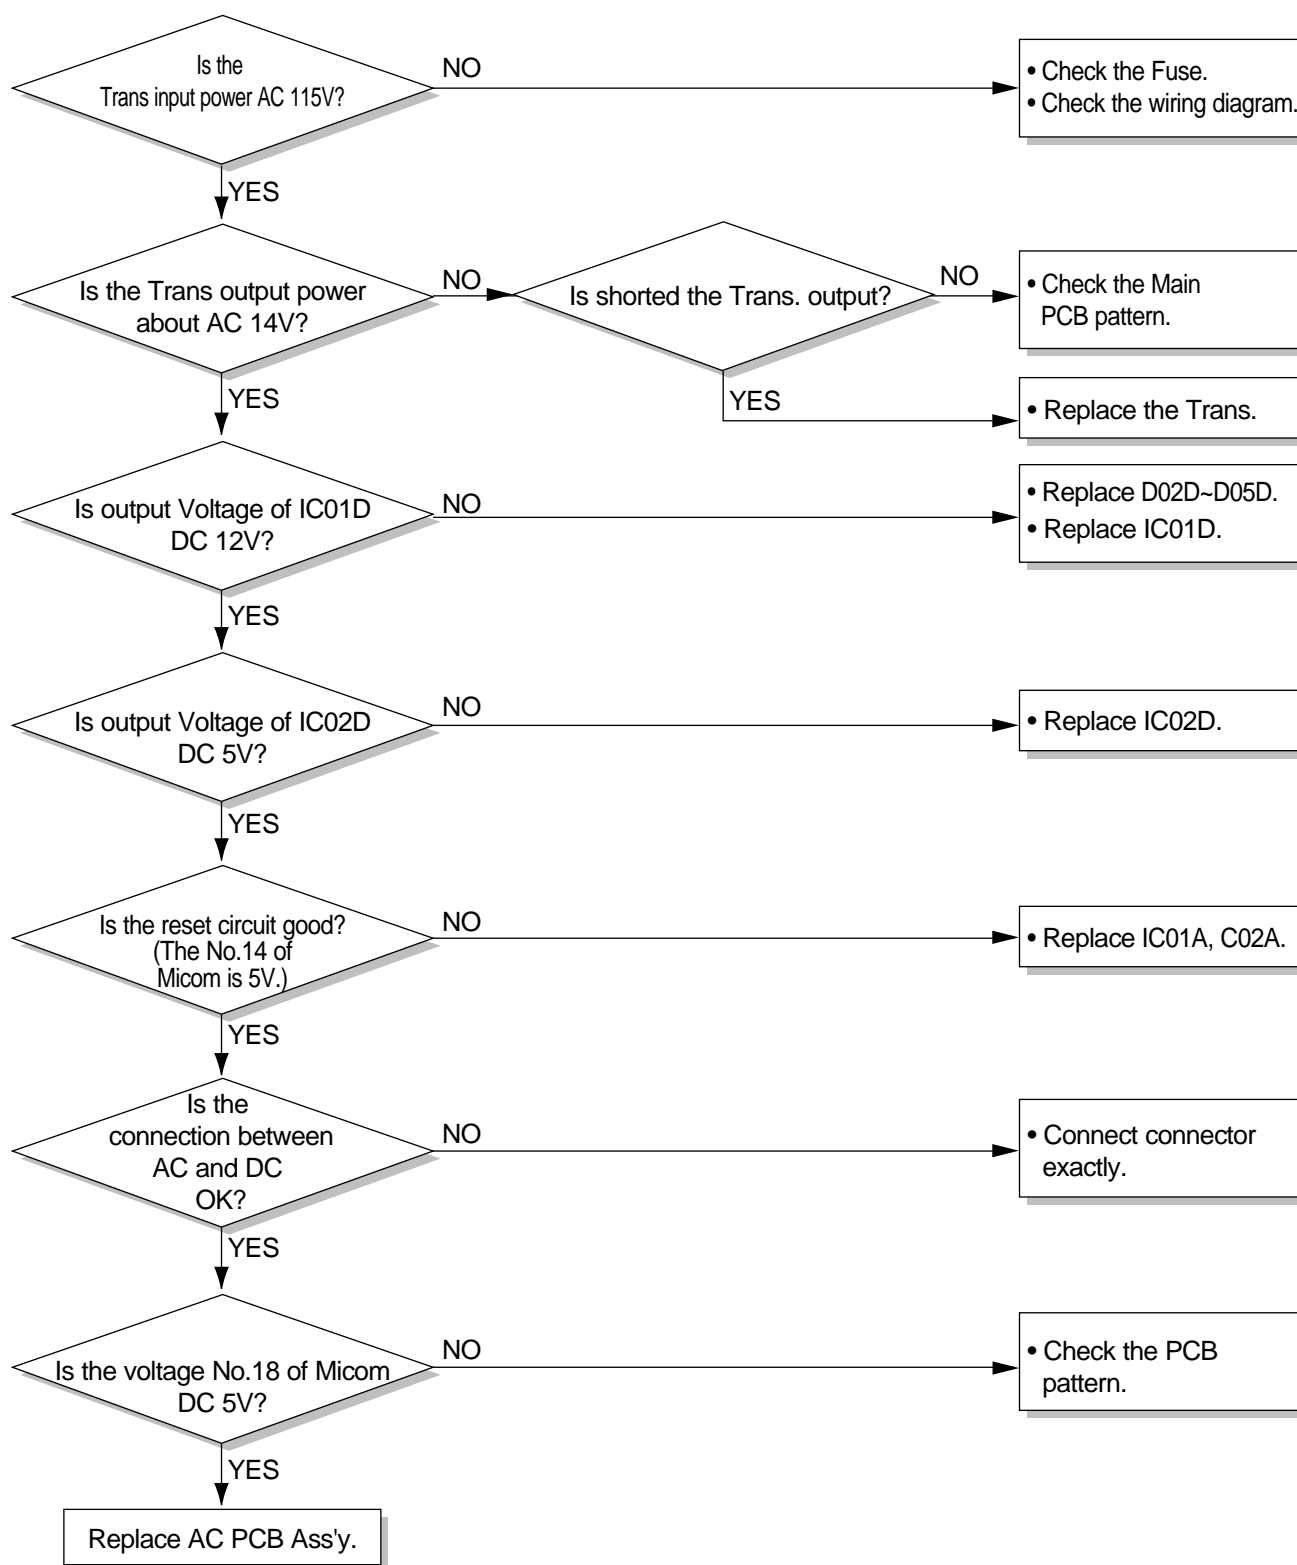 Is the
Trans input power AC 115V?
NO
• Check the Fuse.
• Check the wiring diagram.
YES
Is the Trans output power
about AC 14V?
NO
Is shorted the Trans. output?
NO
• Check the Main
PCB pattern.
YES
• Replace the Trans.
YES
Is output Voltage of IC01D
DC 12V?
NO
• Replace D02D~D05D.
• Replace IC01D.
YES
Is output Voltage of IC02D
DC 5V?
NO
• Replace IC02D.
YES
Is the reset circuit good?
(The No.14 of
Micom is 5V.)
NO
• Replace IC01A, C02A.
YES
Is the
connection between
AC and DC
OK?
NO
• Connect connector
exactly.
YES
Is the voltage No.18 of Micom
DC 5V?
NO
• Check the PCB
pattern.
YES
Replace AC PCB Ass'y.